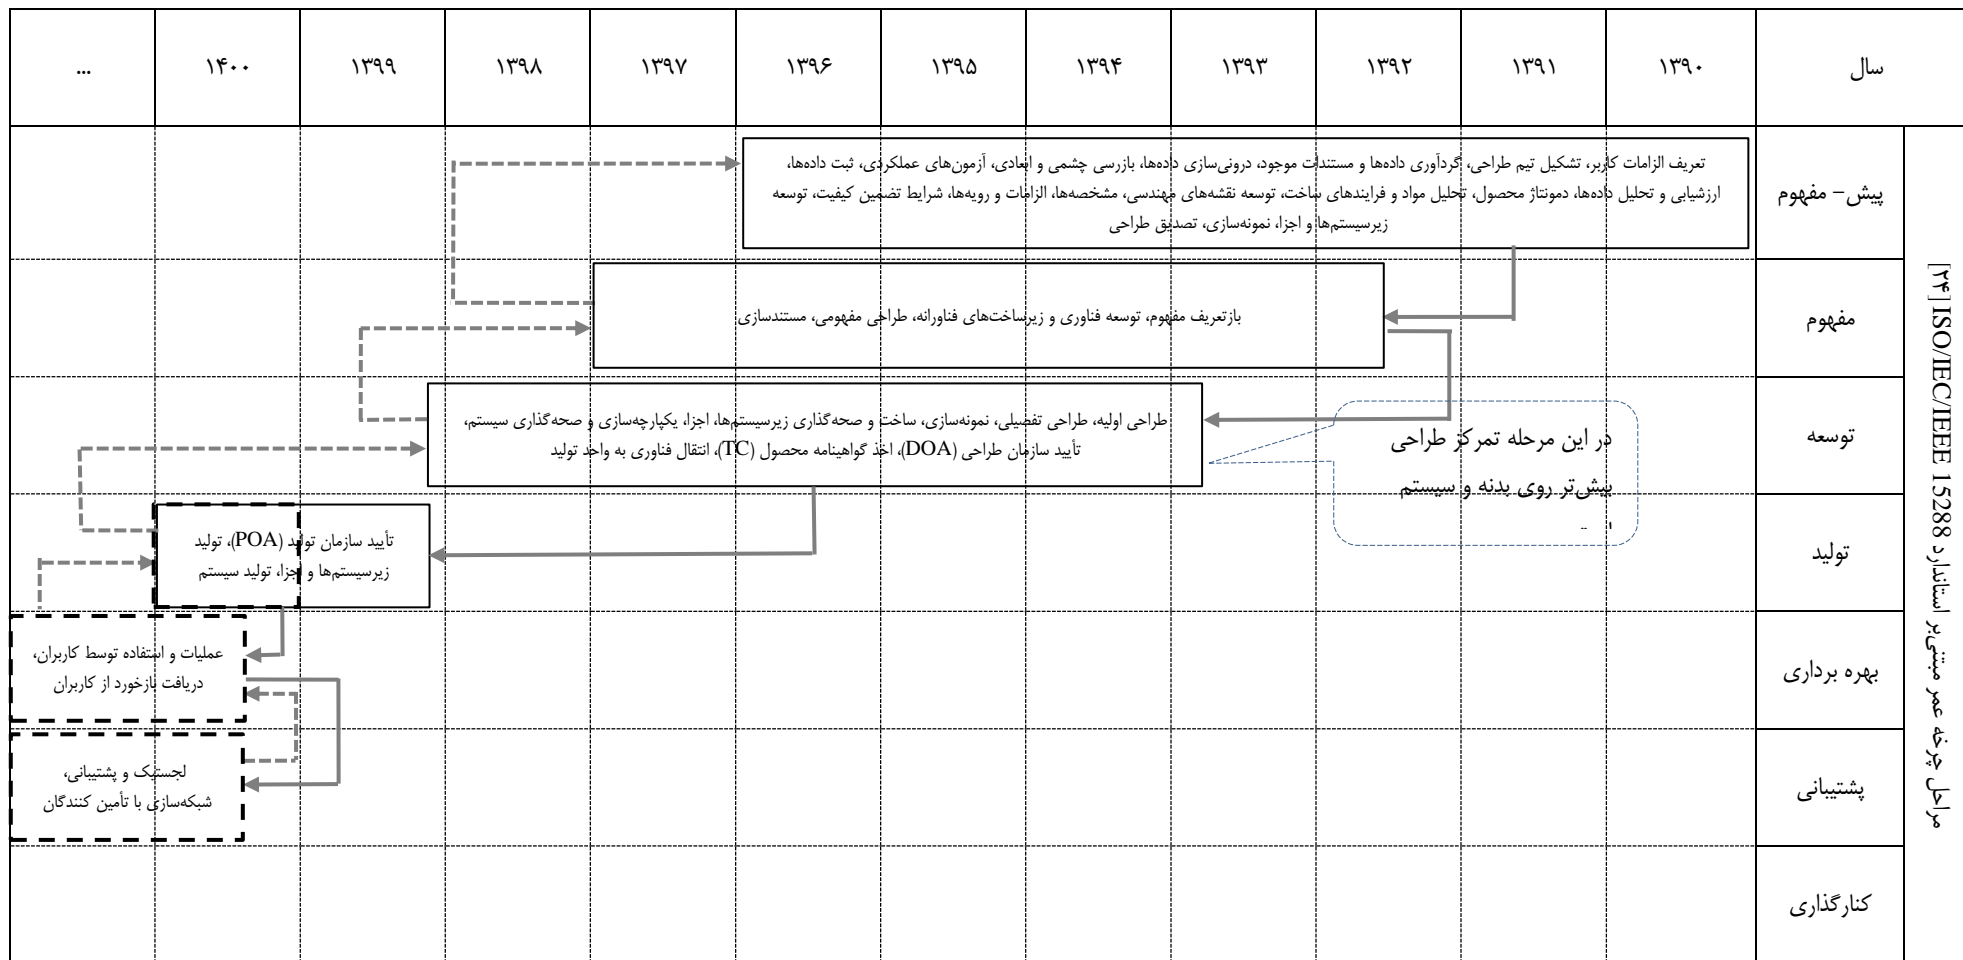 سال
۱۳۹۰
۱۳۹۱
۱۳۹۲
۱۳۹۳
۱۳۹۴
۱۳۹۵
۱۳۹۶
۱۳۹۷
۱۳۹۸
۱۳۹۹
۱۴۰۰
...
مراحل چرخه عمر مبتنی‌بر استاندارد ISO/IEC/IEEE 15288 [۲۴]
پیش- مفهوم
تعریف الزامات کاربر، تشکیل تیم طراحی، گردآوری داده‌ها و مستندات موجود، درونی‌سازی داده‌ها، بازرسی چشمی و ابعادی، آزمون‌های عملکردی، ثبت داده‌ها،
ارزشیابی و تحلیل داده‌ها، دمونتاژ محصول، تحلیل مواد و فرایندهای ساخت، توسعه نقشه‌های مهندسی، مشخصه‌ها، الزامات و رویه‌ها، شرایط تضمین کیفیت، توسعه
زیرسیستم‌ها و اجزا، نمونه‌سازی، تصدیق طراحی
مفهوم
بازتعریف مفهوم، توسعه فناوری و زیرساخت‌های فناورانه، طراحی مفهومی، مستندسازی
توسعه
طراحی اولیه، طراحی تفصیلی، نمونه‌سازی، ساخت و صحه‌گذاری زیرسیستم‌ها، اجزا، یکپارچه‌سازی و صحه‌گذاری سیستم،
تأیید سازمان طراحی (DOA)، اخذ گواهینامه محصول (TC)، انتقال فناوری به واحد تولید
در این مرحله تمرکز طراحی
بیش‌تر روی بدنه و سیستم
تولید
تأیید سازمان تولید (POA)، تولید
زیرسیستم‌ها و اجزا، تولید سیستم
بهره برداری
عملیات و استفاده توسط کاربران،
دریافت بازخورد از کاربران
پشتیبانی
لجستیک و پشتیبانی،
شبکه‌سازی با تأمین کنندگان
کنارگذاری